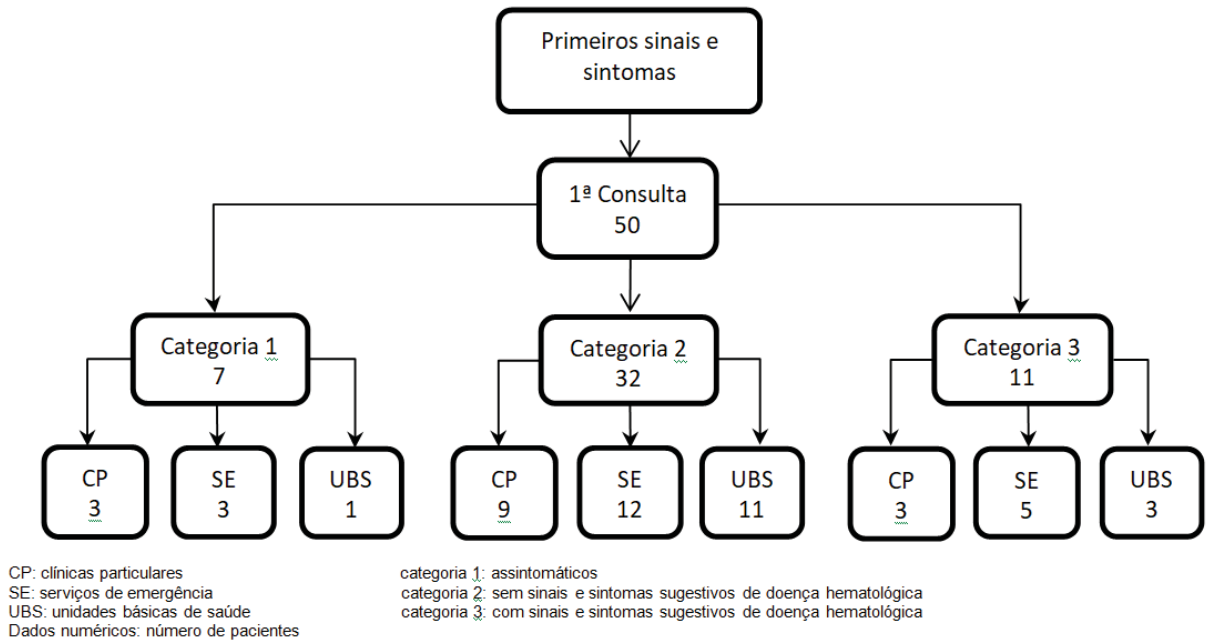 Primeiros sinais e
sintomas
1ª Consulta
50
Categoria 1
7
Categoria 2
32
Categoria 3
11
CP
3
SE
3
UBS
1
CP
9
SE
12
UBS
11
CP
3
SE
5
UBS
3
CP: clínicas particulares
SE: serviços de emergência
UBS: unidades básicas de saúde
Dados numéricos: número de pacientes
categoria 1: assintomáticos
categoria 2: sem sinais e sintomas sugestivos de doença hematológica
categoria 3: com sinais e sintomas sugestivos de doença hematológica